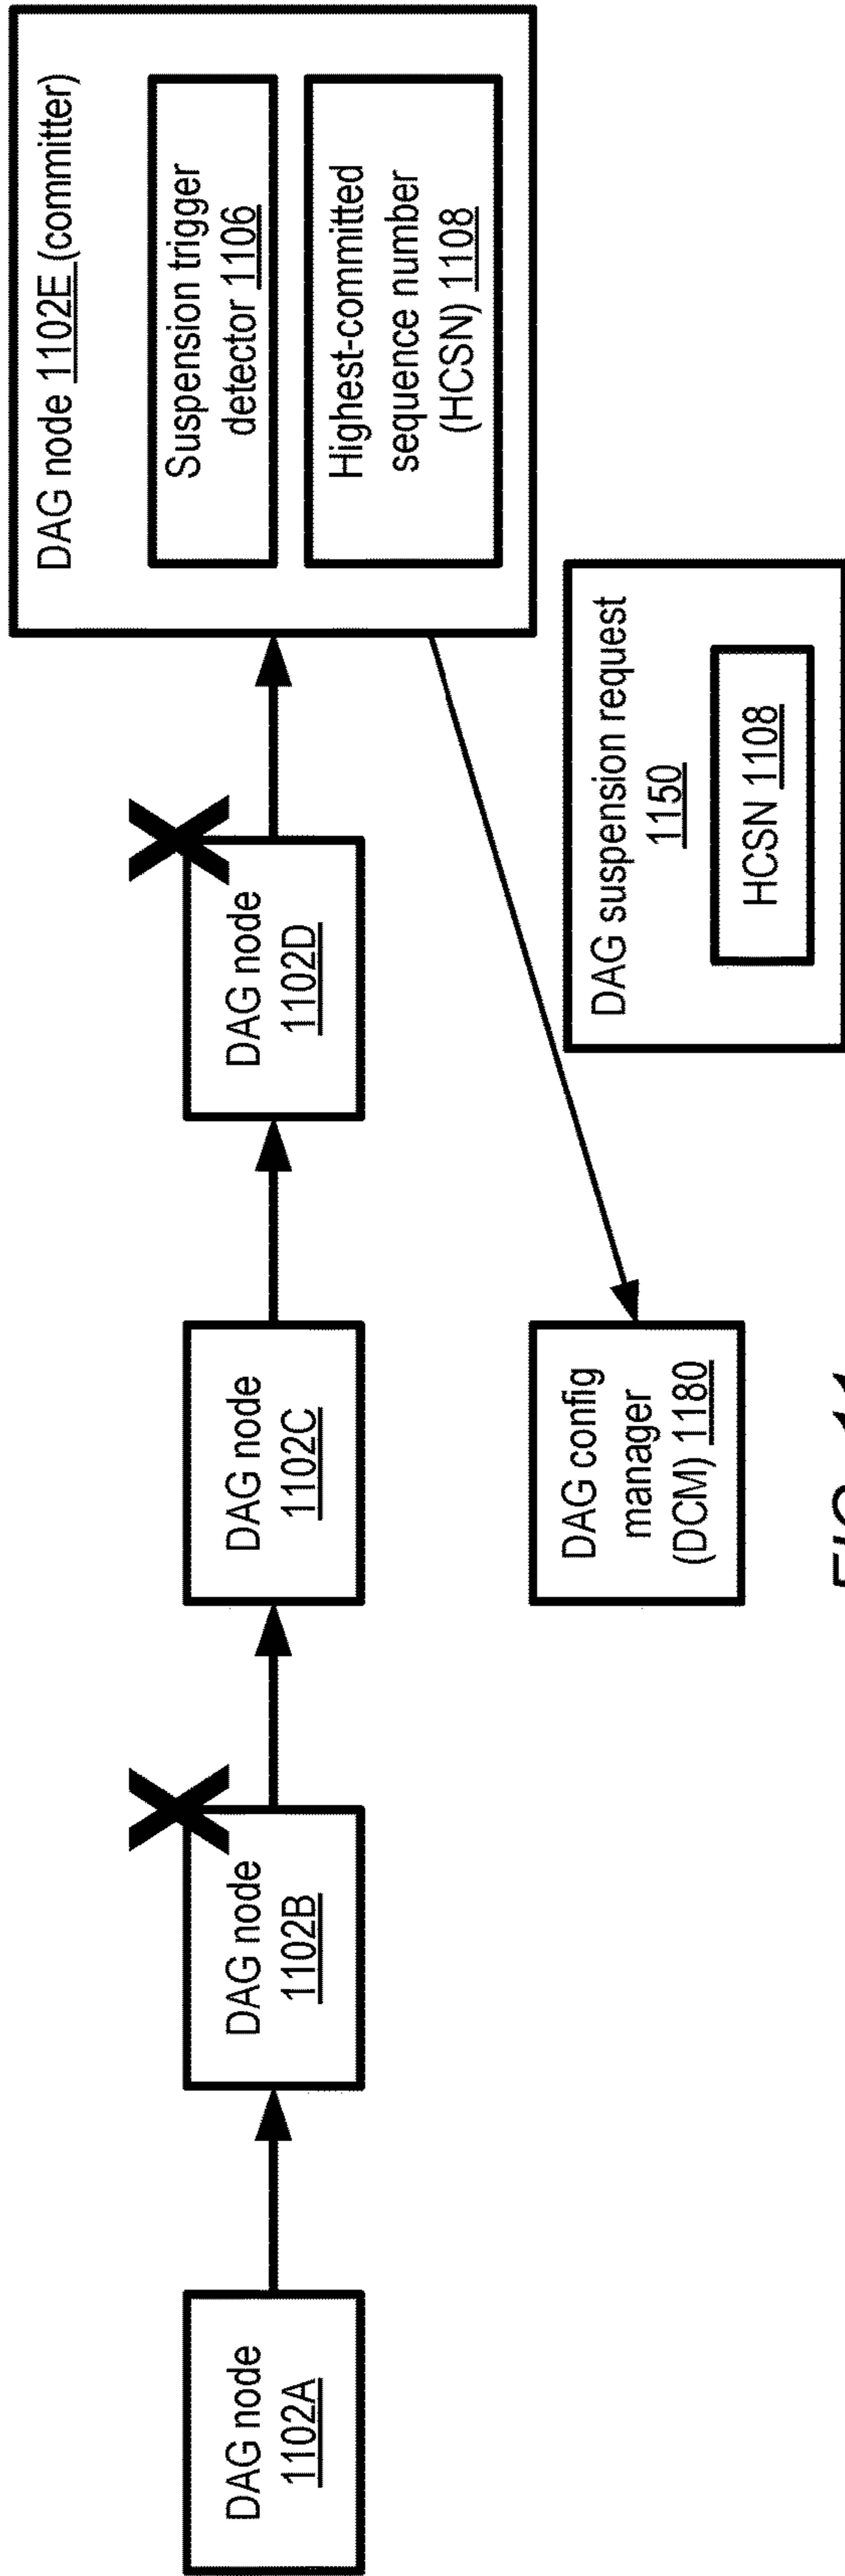 DAG node
1102A
DAG node
1102B
DAG node
1102C
DAG node
1102D
DAG node 1102E (committer)
Suspension trigger
detector 1106
Highest-committed
sequence number
(HCSN) 1108
DAG config
manager
(DCM) 1180
DAG suspension request
1150
HCSN 1108